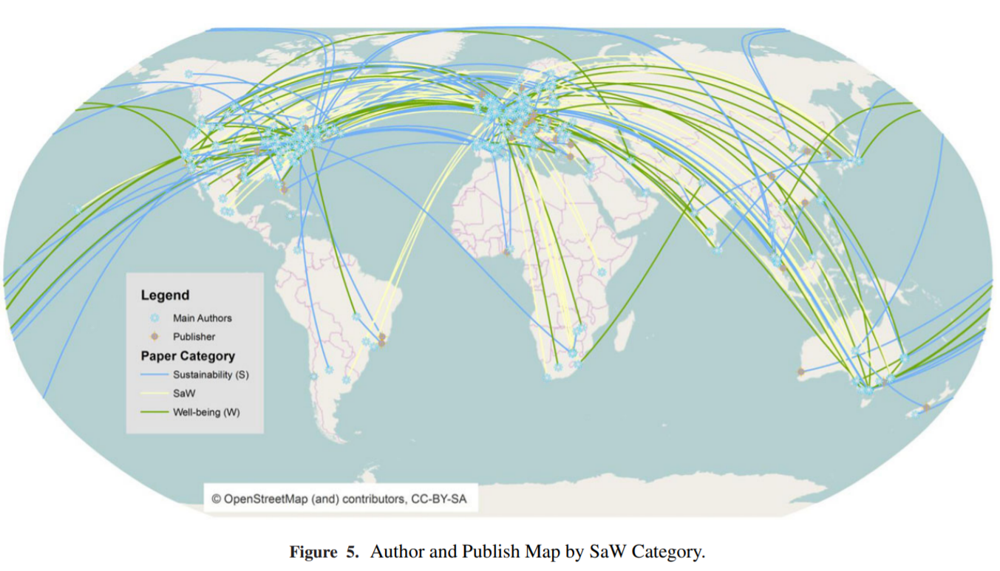 Legend
Main Authors
Publisher
Paper Category
Sustainability (S)
SaW
Well-being (W)
© OpenStreetMap (and) contributors, CC-BY-SA
Figure 5. Author and Publish Map by SaW Category.